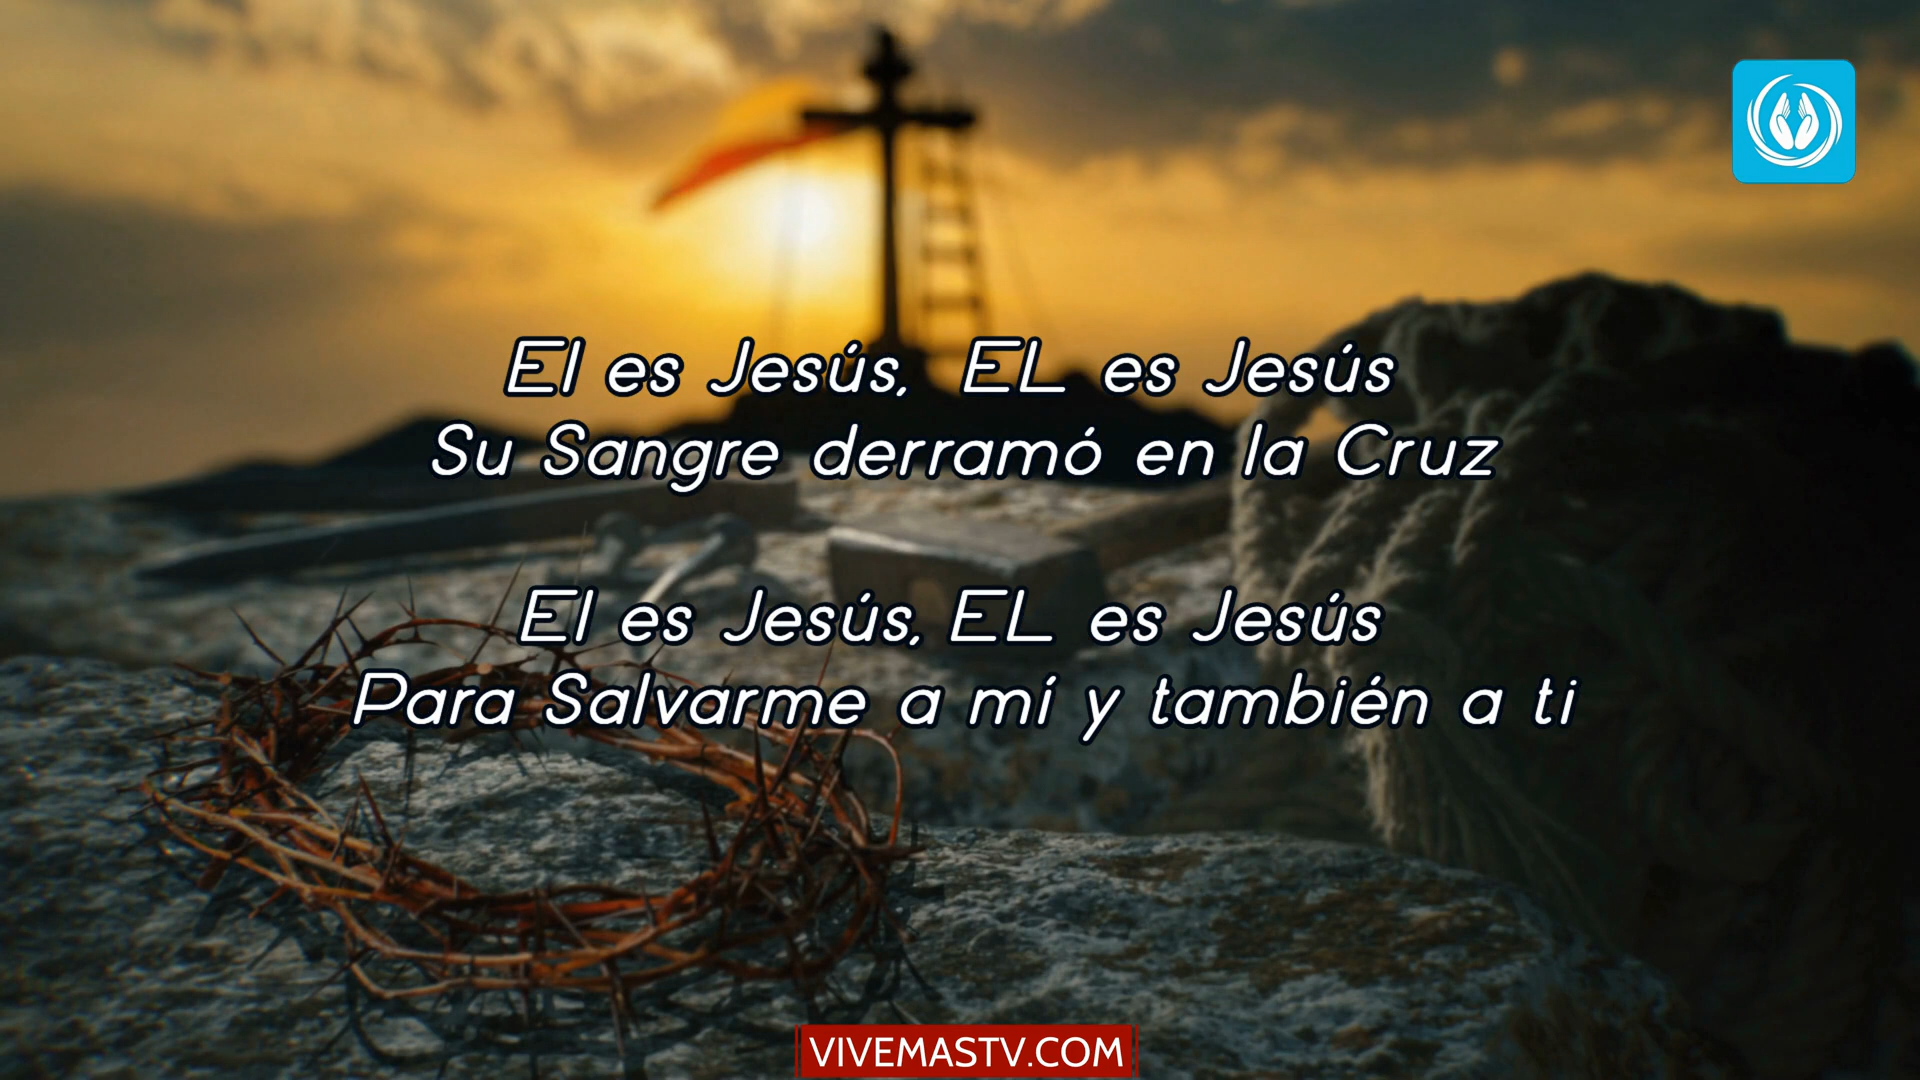 El es Jesús, EL es Jesús
Su Sangre derramó en la Cruz
El es Jesús, EL es Jesús
Para Salvarme a mí y también a ti
VIVEMASTV.COM